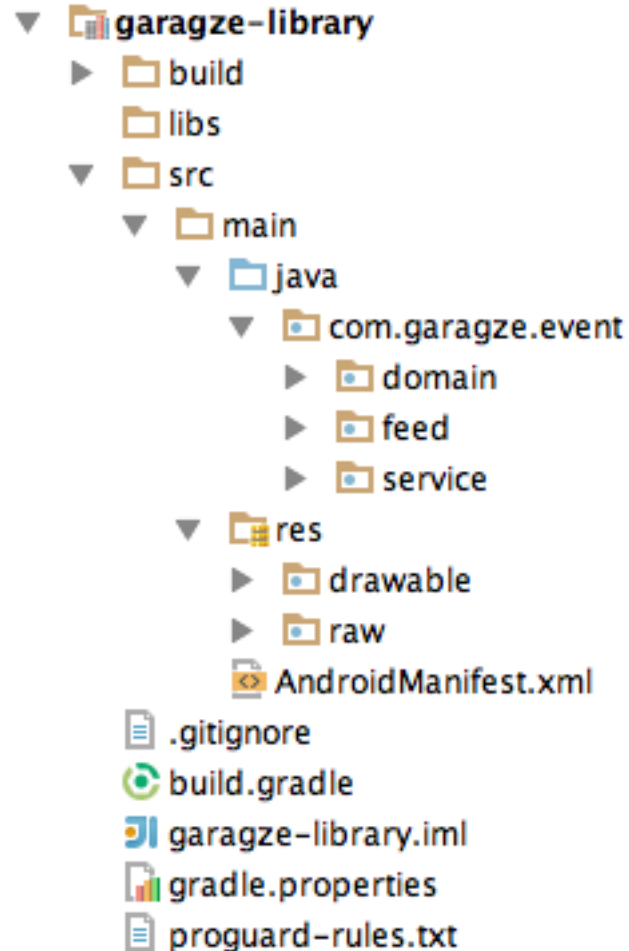 garagze-library
build
libs
src
main
java
com.garagze.event
domain
feed
service
res
drawable
raw
AndroidManifest.xml
.gitignore
build.gradle
garagze-library.iml
gradle.properties
proguard-rules.txt